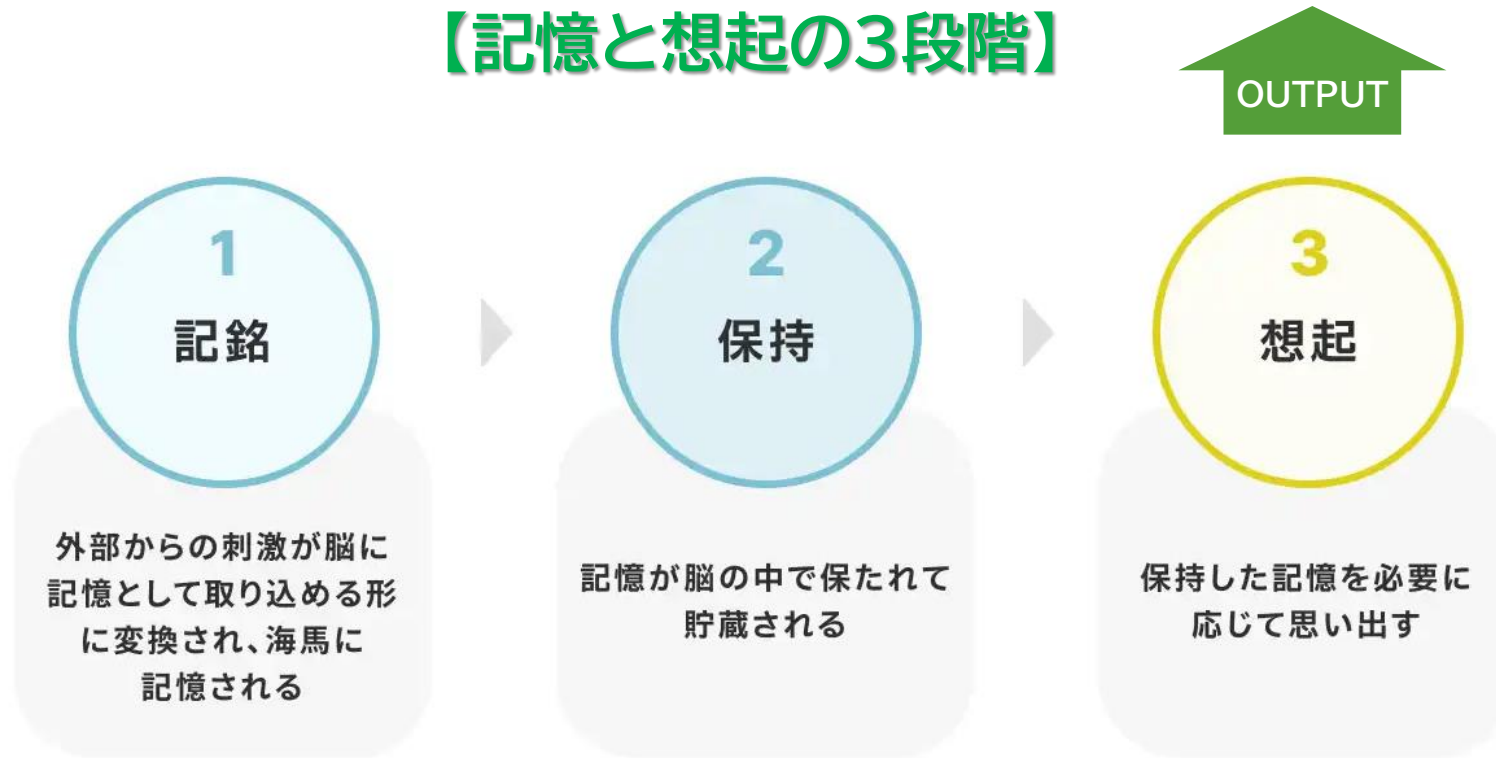 【記憶と想起の3段階】
OUTPUT
1
記銘
外部からの刺激が脳に
記憶として取り込める形
に変換され、海馬に
記憶される
2
保持
記憶が脳の中で保たれて
貯蔵される
3
想起
保持した記憶を必要に
応じて思い出す